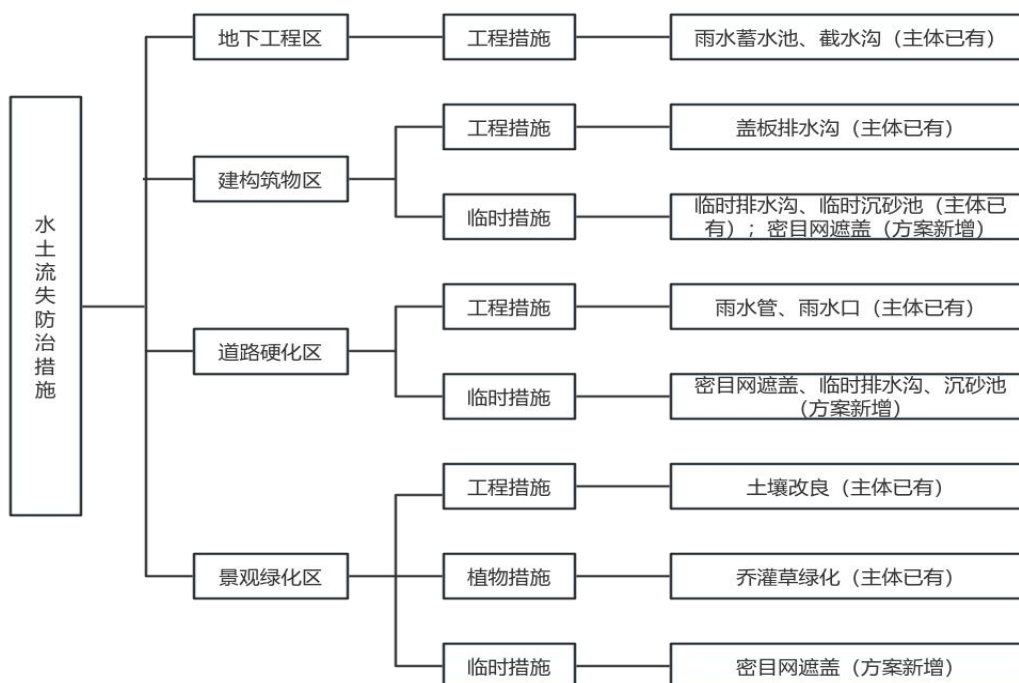 水土流失防治措施
地下工程区
工程措施
雨水蓄水池、截水沟（主体已有）
建构筑物区
工程措施
盖板排水沟（主体已有）
临时措施
临时排水沟、临时沉砂池（主体已
有）；密目网遮盖（方案新增）
道路硬化区
工程措施
雨水管、雨水口（主体已有）
临时措施
密目网遮盖、临时排水沟、沉砂池
（方案新增）
景观绿化区
工程措施
土壤改良（主体已有）
植物措施
乔灌草绿化（主体已有）
临时措施
密目网遮盖（方案新增）